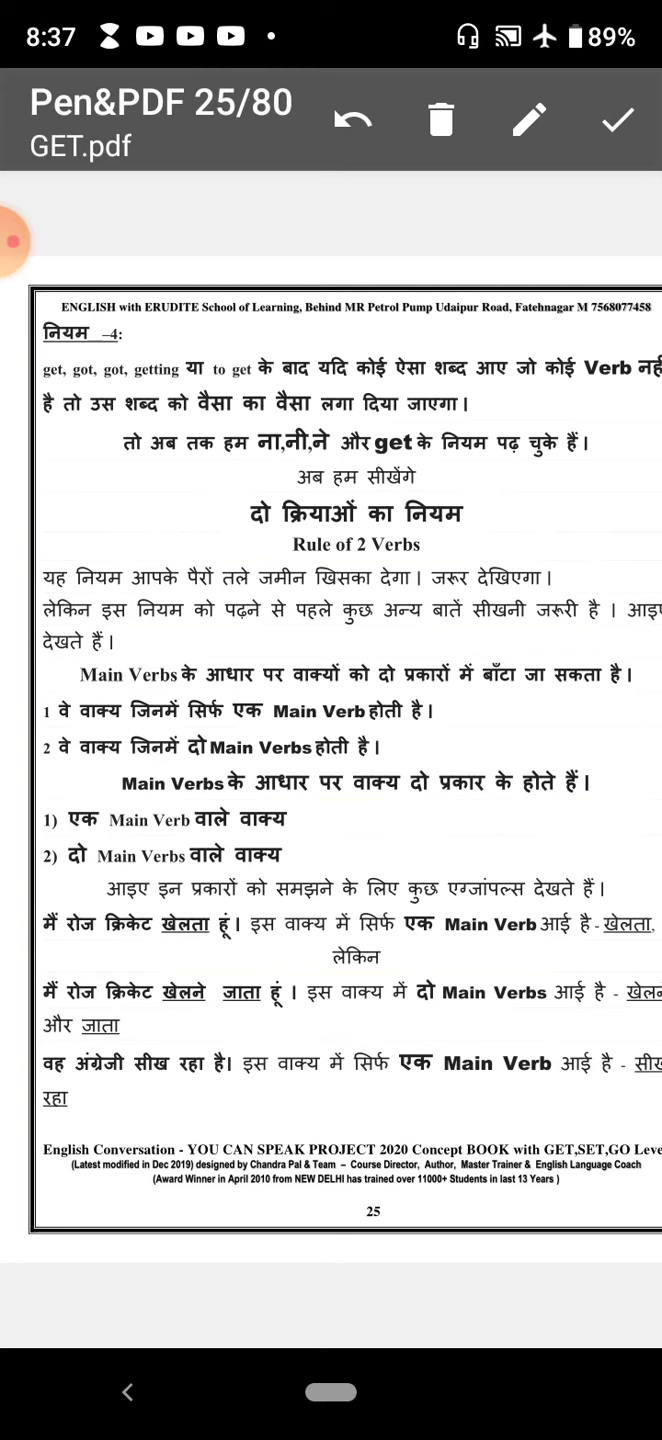 8:37
89%
Pen&PDF 25/80
GET.pdf
ENGLISH with ERUDITE School of Learning, Behind MR Petrol Pump Udaipur Road, Fatehnagar M 7568077458
नियम –4:
get, got, got, getting या to get के बाद यदि कोई ऐसा शब्द आए जो कोई Verb
है तो उस शब्द को वैसा का वैसा लगा दिया जाएगा।
तो अब तक हम ना,नी,ने और get के नियम पढ़ चुके हैं।
अब हम सीखेंगे
दो क्रियाओं का नियम
Rule of 2 Verbs
यह नियम आपके पैरों तले जमीन खिसका देगा। जरूर देखिएगा।
लेकिन इस नियम को पढ़ने से पहले कुछ अन्य बातें सीखनी जरूरी है ।
देखते हैं।
Main Verbs के आधार पर वाक्यों को दो प्रकारों में बाँटा जा सकता है।
1 वे वाक्य जिनमें सिर्फ एक Main Verb होती है।
2 वे वाक्य जिनमें दो Main Verbs होती है।
Main Verbs के आधार पर वाक्य दो प्रकार के होते हैं।
1) एक Main Verb वाले वाक्य
2) दो Main Verbs वाले वाक्य
आइए इन प्रकारों को समझने के लिए कुछ एग्जांपल्स देखते हैं।
मैं रोज क्रिकेट खेलता हूं। इस वाक्य में सिर्फ एक Main Verb आई है - खेलता,
लेकिन
मैं रोज क्रिकेट खेलने जाता हूं । इस वाक्य में दो Main Verbs आई है -
और जाता
वह अंग्रेजी सीख रहा है। इस वाक्य में सिर्फ एक Main Verb आई है -
रहा
English Conversation - YOU CAN SPEAK PROJECT 2020 Concept BOOK with GET,SET,GO
(Latest modified in Dec 2019) designed by Chandra Pal & Team – Course Director, Author, Master Trainer & English Language Coach
(Award Winner in April 2010 from NEW DELHI has trained over 11000+ Students in last 13 Years )
25